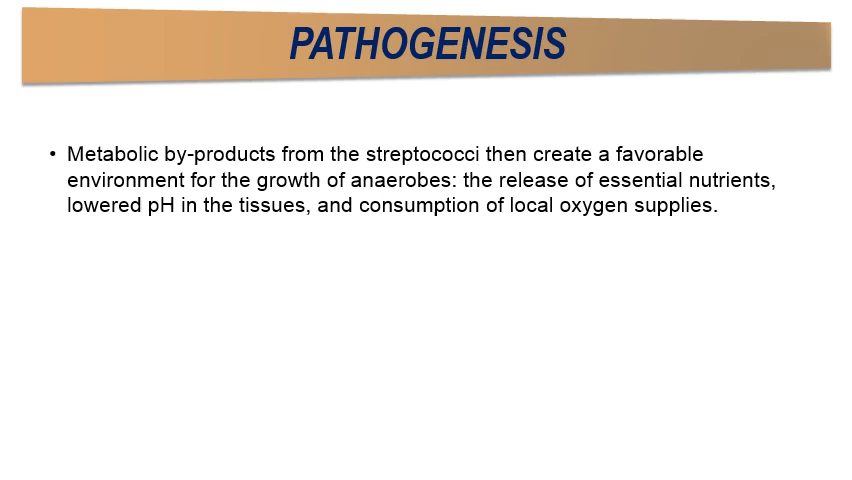 PATHOGENESIS
• Metabolic by-products from the streptococci then create a favorable
environment for the growth of anaerobes: the release of essential nutrients,
lowered pH in the tissues, and consumption of local oxygen supplies.